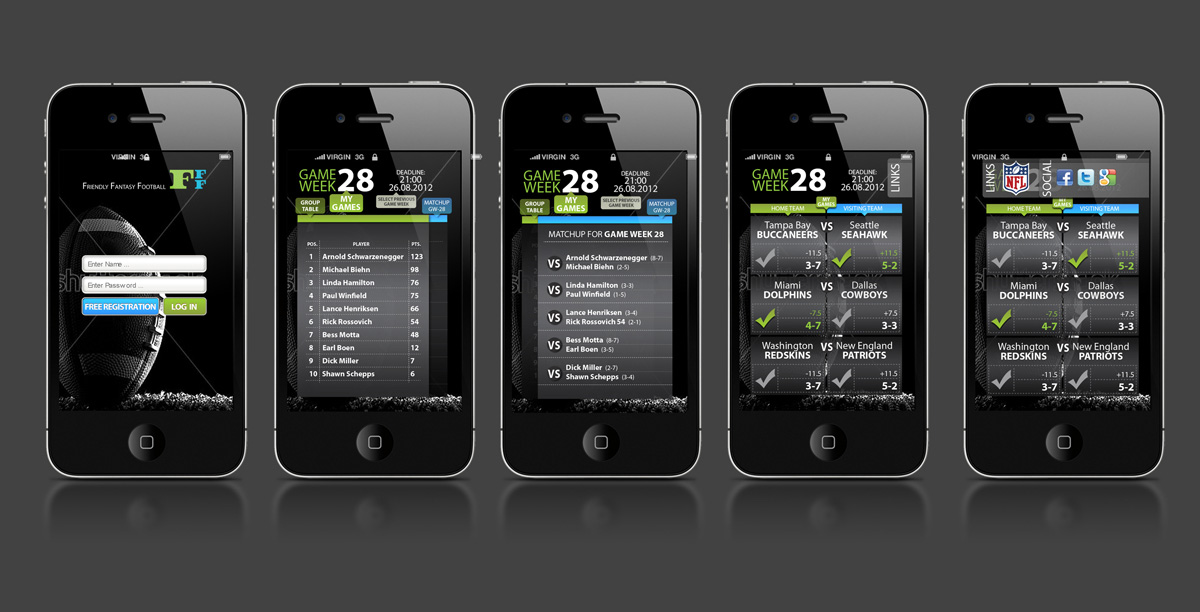 VIRGIN 3G
FRIENDLY FANTASY FOOTBALL FFF
Enter Name ...
Enter Password ...
FREE REGISTRATION LOG IN
VIRGIN 3G
GAME WEEK 28
DEADLINE:
21:00
26.08.2012
GROUP TABLE
MY GAMES
SELECT PREVIOUS GAME WEEK
MATCHUP GW-28
POS. PLAYER PTS.
1 Arnold Schwarzenegger 123
2 Michael Biehn 98
3 Linda Hamilton 76
4 Paul Winfield 75
5 Lance Henriksen 66
6 Rick Rossovich 54
7 Bess Motta 48
8 Earl Boen 12
9 Dick Miller 7
10 Shawn Schepps 6
VIRGIN 3G
GAME WEEK 28
DEADLINE:
21:00
26.08.2012
GROUP TABLE
MY GAMES
SELECT PREVIOUS GAME WEEK
MATCHUP GW-28
MATCHUP FOR GAME WEEK 28
VS Arnold Schwarzenegger (8-7)
Michael Biehn (2-5)
VS Linda Hamilton (3-3)
Paul Winfield (1-5)
VS Lance Henriksen (3-4)
Rick Rossovich 54 (2-1)
VS Bess Motta (8-7)
Earl Boen (3-5)
VS Dick Miller (2-7)
Shawn Schepps (3-4)
VIRGIN 3G
GAME WEEK 28
DEADLINE:
21:00
26.08.2012
LINKS
HOME TEAM MY GAMES VISITING TEAM
Tampa Bay VS Seattle
BUCCANEERS SEAHAWK
-11.5 +11.5
3-7 5-2
Miami VS Dallas
DOLPHINS COWBOYS
-7.5 +7.5
4-7 3-3
Washington VS New England
REDSKINS PATRIOTS
-11.5 -11.5
3-7 5-2
VIRGIN 3G
LINKS NFL SOCIAL
HOME TEAM MY GAMES VISITING TEAM
Tampa Bay VS Seattle
BUCCANEERS SEAHAWK
-11.5 +11.5
3-7 5-2
Miami VS Dallas
DOLPHINS COWBOYS
-7.5 +7.5
4-7 3-3
Washington VS New England
REDSKINS PATRIOTS
-11.5 -11.5
3-7 5-2